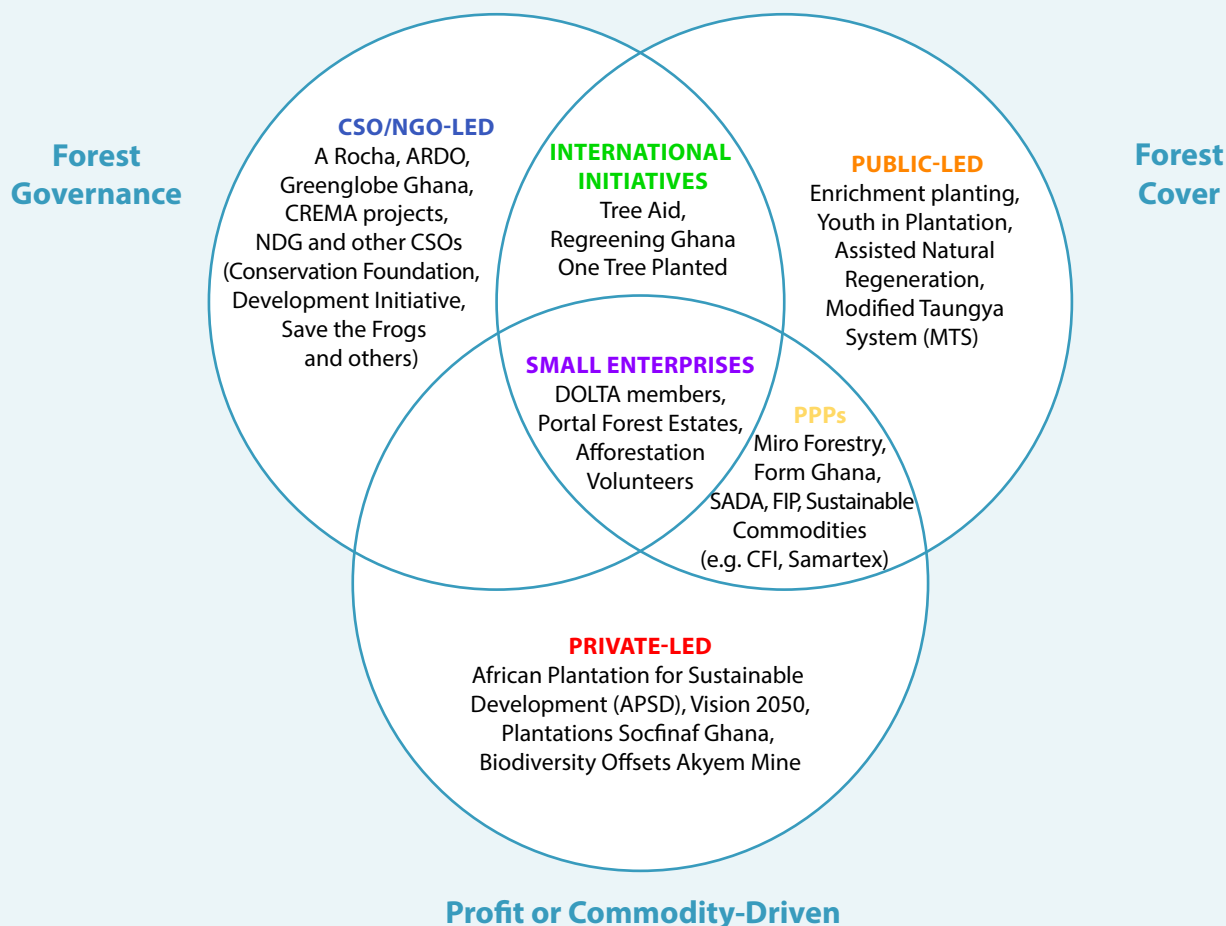 Forest
Governance
CSO/NGO-LED
A Rocha, ARDO,
Greenglobe Ghana,
CREMA projects,
NDG and other CSOs
(Conservation Foundation,
Development Initiative,
Save the Frogs
and others)
INTERNATIONAL
INITIATIVES
Tree Aid,
Regreening Ghana
One Tree Planted
PUBLIC-LED
Enrichment planting,
Youth in Plantation,
Assisted Natural
Regeneration,
Modified Taungya
System (MTS)
Forest
Cover
SMALL ENTERPRISES
DOLTA members,
Portal Forest Estates,
Afforestation
Volunteers
PPPs
Miro Forestry,
Form Ghana,
SADA, FIP, Sustainable
Commodities
(e.g. CFI, Samartex)
PRIVATE-LED
African Plantation for Sustainable
Development (APSD), Vision 2050,
Plantations Socfinaf Ghana,
Biodiversity Offsets Akyem Mine
Profit or Commodity-Driven